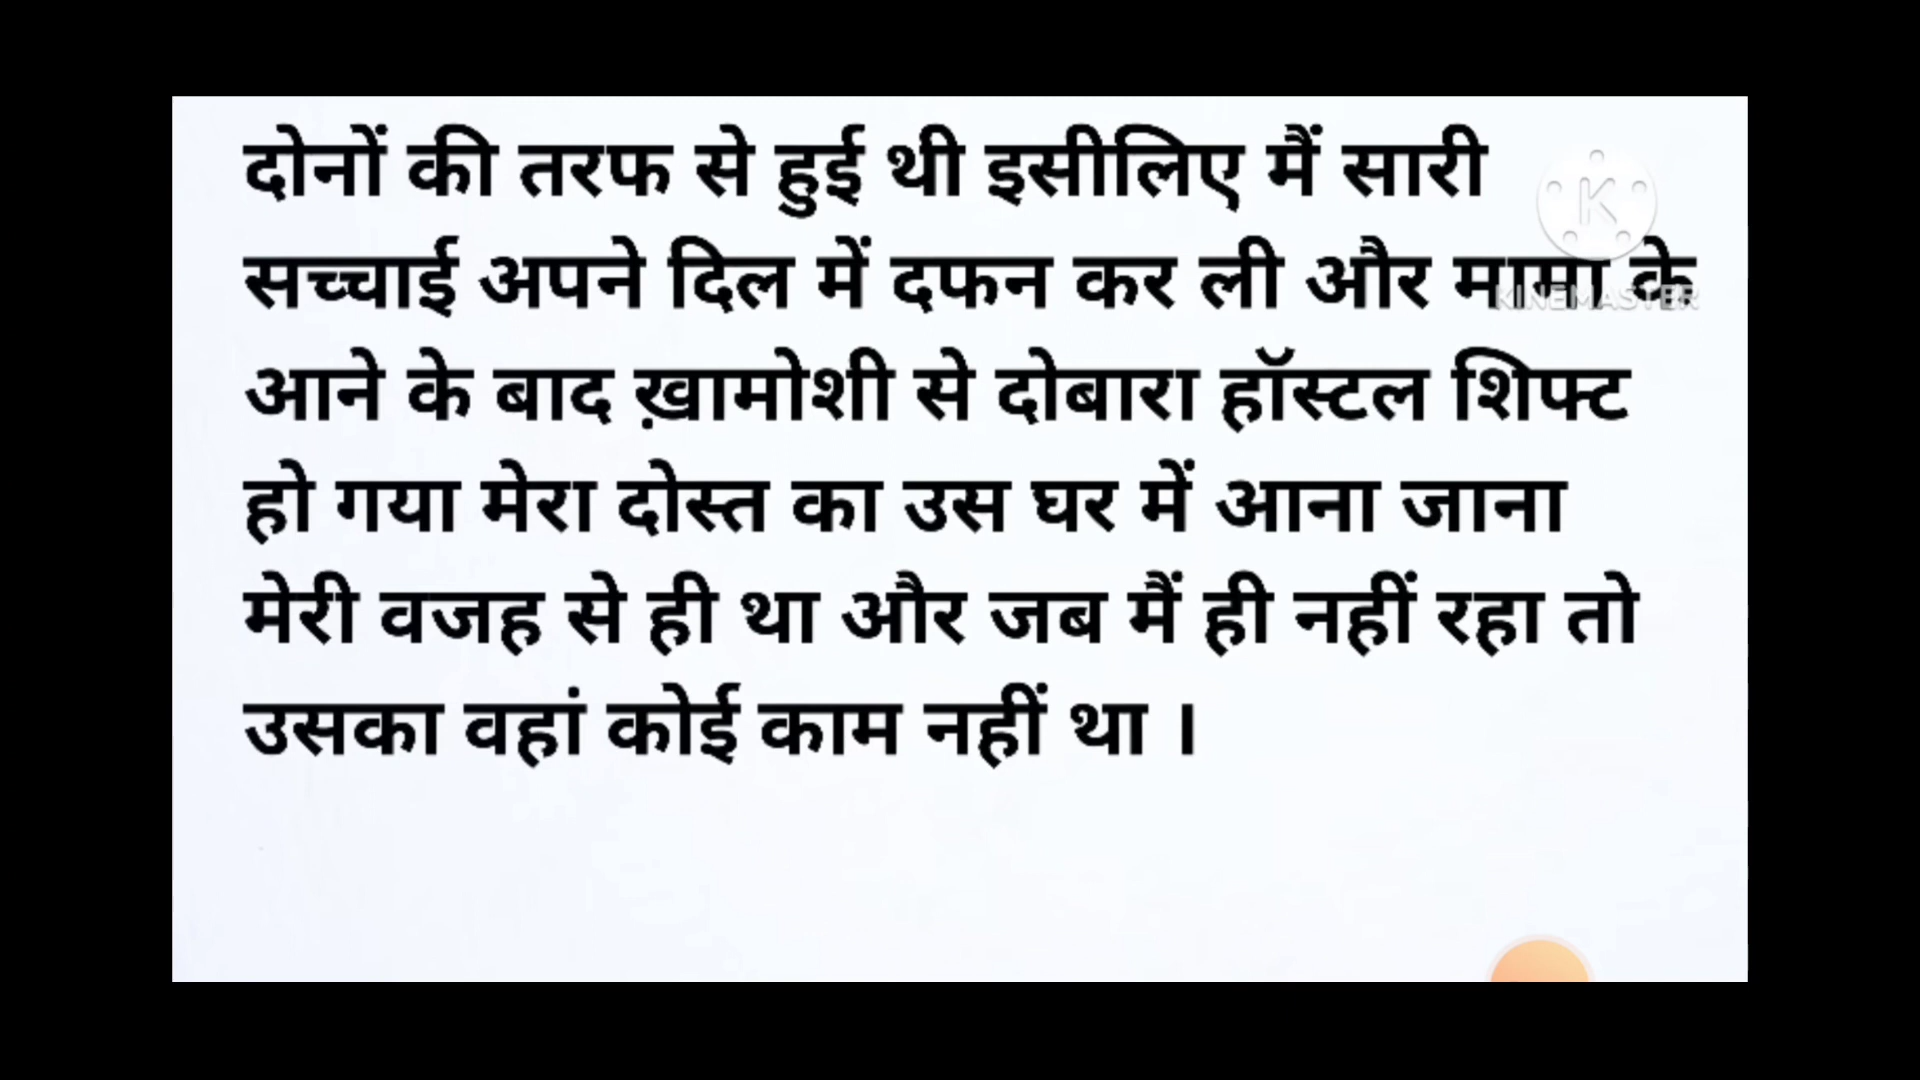 दोनों की तरफ से हुई थी इसीलिए मैं सारी
सच्चाई अपने दिल में दफन कर ली और मामा के
आने के बाद ख़ामोशी से दोबारा हॉस्टल शिफ्ट
हो गया मेरा दोस्त का उस घर में आना जाना
मेरी वजह से ही था और जब मैं ही नहीं रहा तो
उसका वहां कोई काम नहीं था ।
K
KINEMASTER